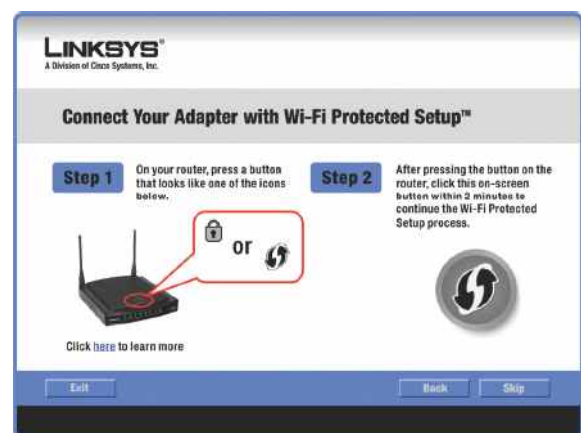 LINKSYS®
A Division of Cisco Systems, Inc.
Connect Your Adapter with Wi-Fi Protected Setup™
Step 1
On your router, press a button
that looks like one of the icons
below.
or
Click here to learn more
Step 2
After pressing the button on the
router, click this on-screen
button within 2 minutes to
continue the Wi-Fi Protected
Setup process.
Exit
Back
Skip